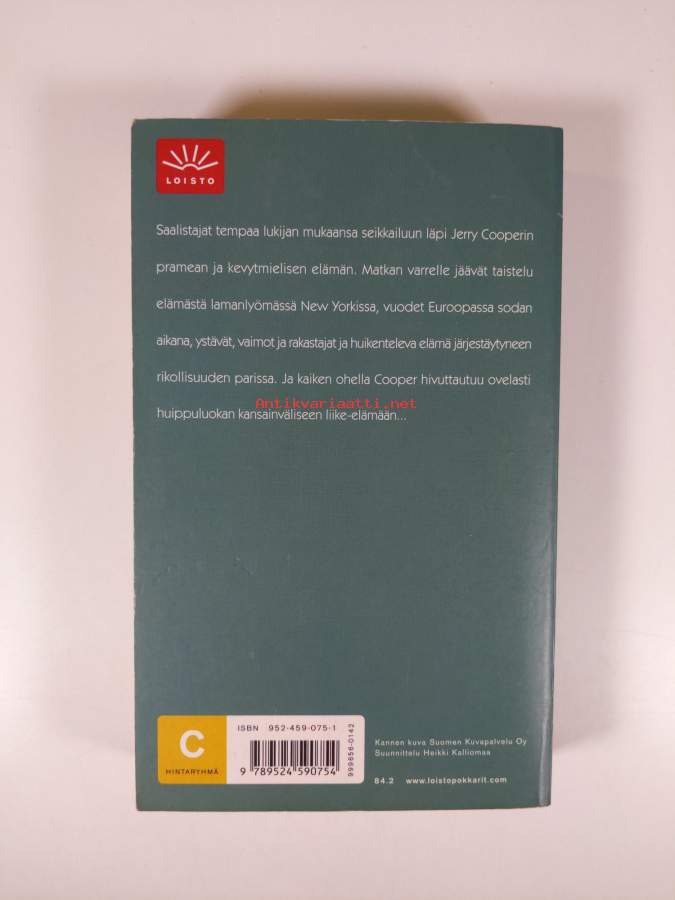 LOISTO
Saalistajat tempaa lukijan mukaansa seikkailuun läpi Jerry Cooperin
pramean ja kevytmielisen elämän. Matkan varrelle jäävät taistelu
elämästä lamanlyömässä New Yorkissa, vuodet Euroopassa sodan
aikana, ystävät, vaimot ja rakastajat ja huikenteleva elämä järjestäytyneen
rikollisuuden parissa. Ja kaiken ohella Cooper hivuttautuu ovelasti
Antikvariaatti.net
huippuluokan kansainväliseen liike-elämään...
C
HINTARYHMÄ
ISBN 952-459-075-1
9 789524 590754
999656-0142
Kannen kuva Suomen Kuvapalvelu Oy
Suunnittelu Heikki Kalliomaa
84.2 www.loistopokkarit.com